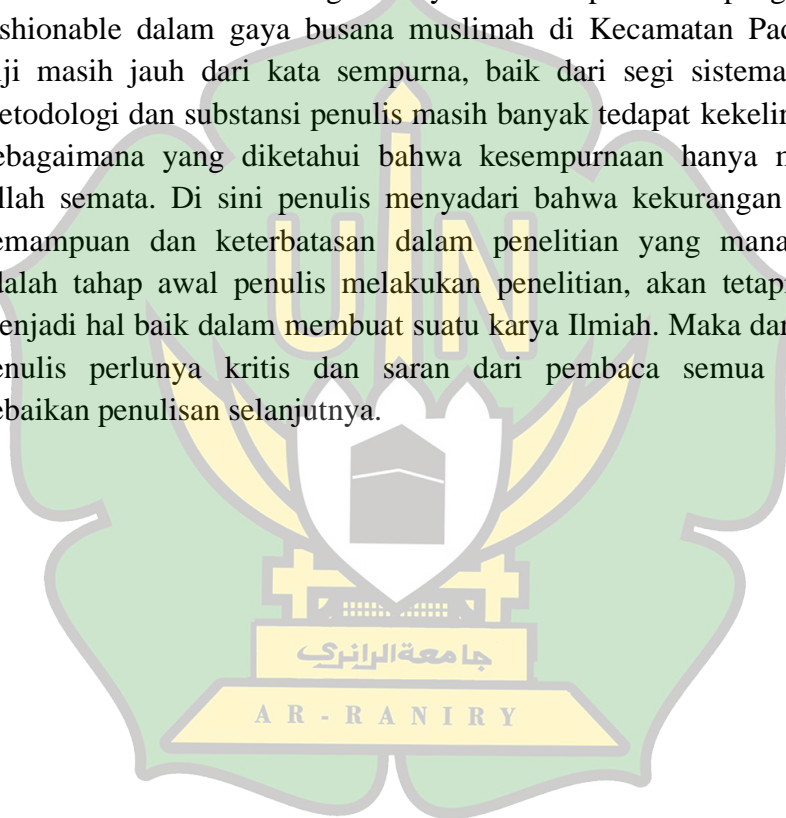 shionable dalam gaya busana muslimah di Kecamatan Pad
iji masih jauh dari kata sempurna, baik dari segi sistema
etodologi dan substansi penulis masih banyak tedapat kekelir
ebagaimana yang diketahui bahwa kesempurnaan hanya m
llah semata. Di sini penulis menyadari bahwa kekurangan
emampuan dan keterbatasan dalam penelitian yang mana
dalah tahap awal penulis melakukan penelitian, akan tetapi
enjadi hal baik dalam membuat suatu karya Ilmiah. Maka dar
enulis perlunya kritis dan saran dari pembaca semua
ebaikan penulisan selanjutnya.
UIN
جامعةالرانري
AR-RANIRY